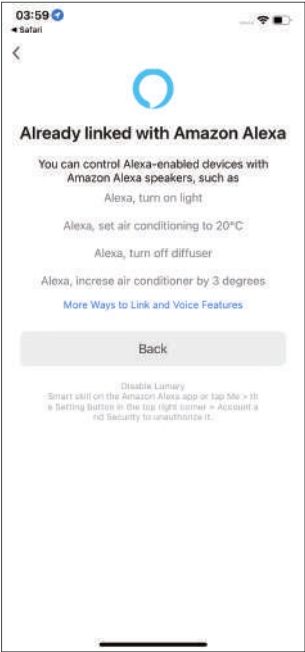 03:59
◀ Safari
Already linked with Amazon Alexa
You can control Alexa-enabled devices with
Amazon Alexa speakers, such as
Alexa, turn on light
Alexa, set air conditioning to 20°C
Alexa, turn off diffuser
Alexa, increse air conditioner by 3 degrees
More Ways to Link and Voice Features
Back
Disable Lumary
Smart skill on the Amazon Alexa app or tap Me > th
e Setting button in the top right corner > Account a
nd Security to unauthorize it.